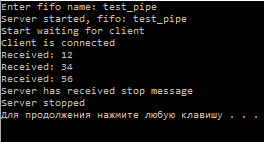 Enter fifo name: test_pipe
Server started, fifo: test_pipe
Start waiting for client
Client is connected
Received: 12
Received: 34
Received: 56
Server has received stop message
Server stopped
Для продолжения нажмите любую клавишу . . .